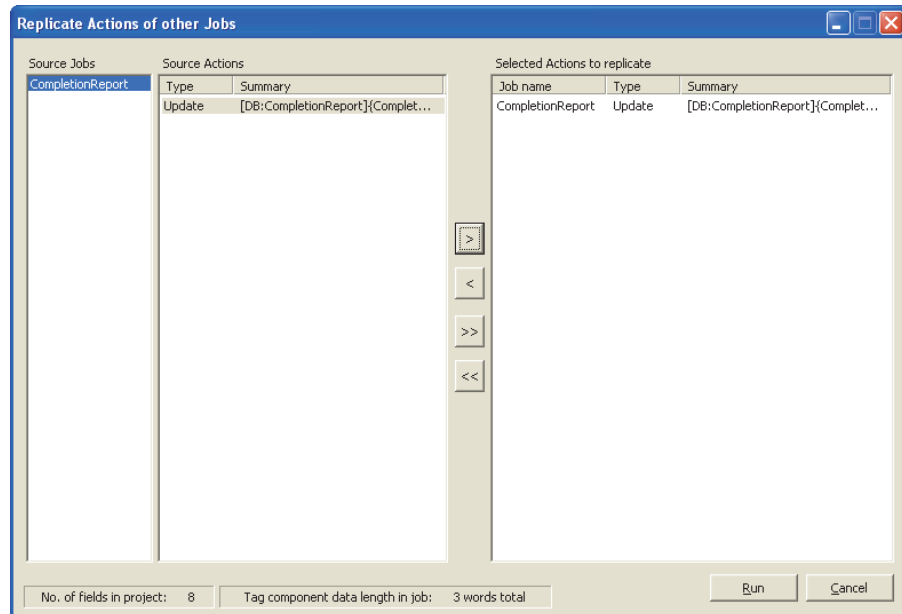 Replicate Actions of other Jobs
Source Jobs
CompletionReport
Source Actions
Type Summary
Update [DB:CompletionReport]{Complet...
>
<
>>
<<
Selected Actions to replicate
Job name Type Summary
CompletionReport Update [DB:CompletionReport]{Complet...
No. of fields in project: 8 Tag component data length in job: 3 words total
Run Cancel